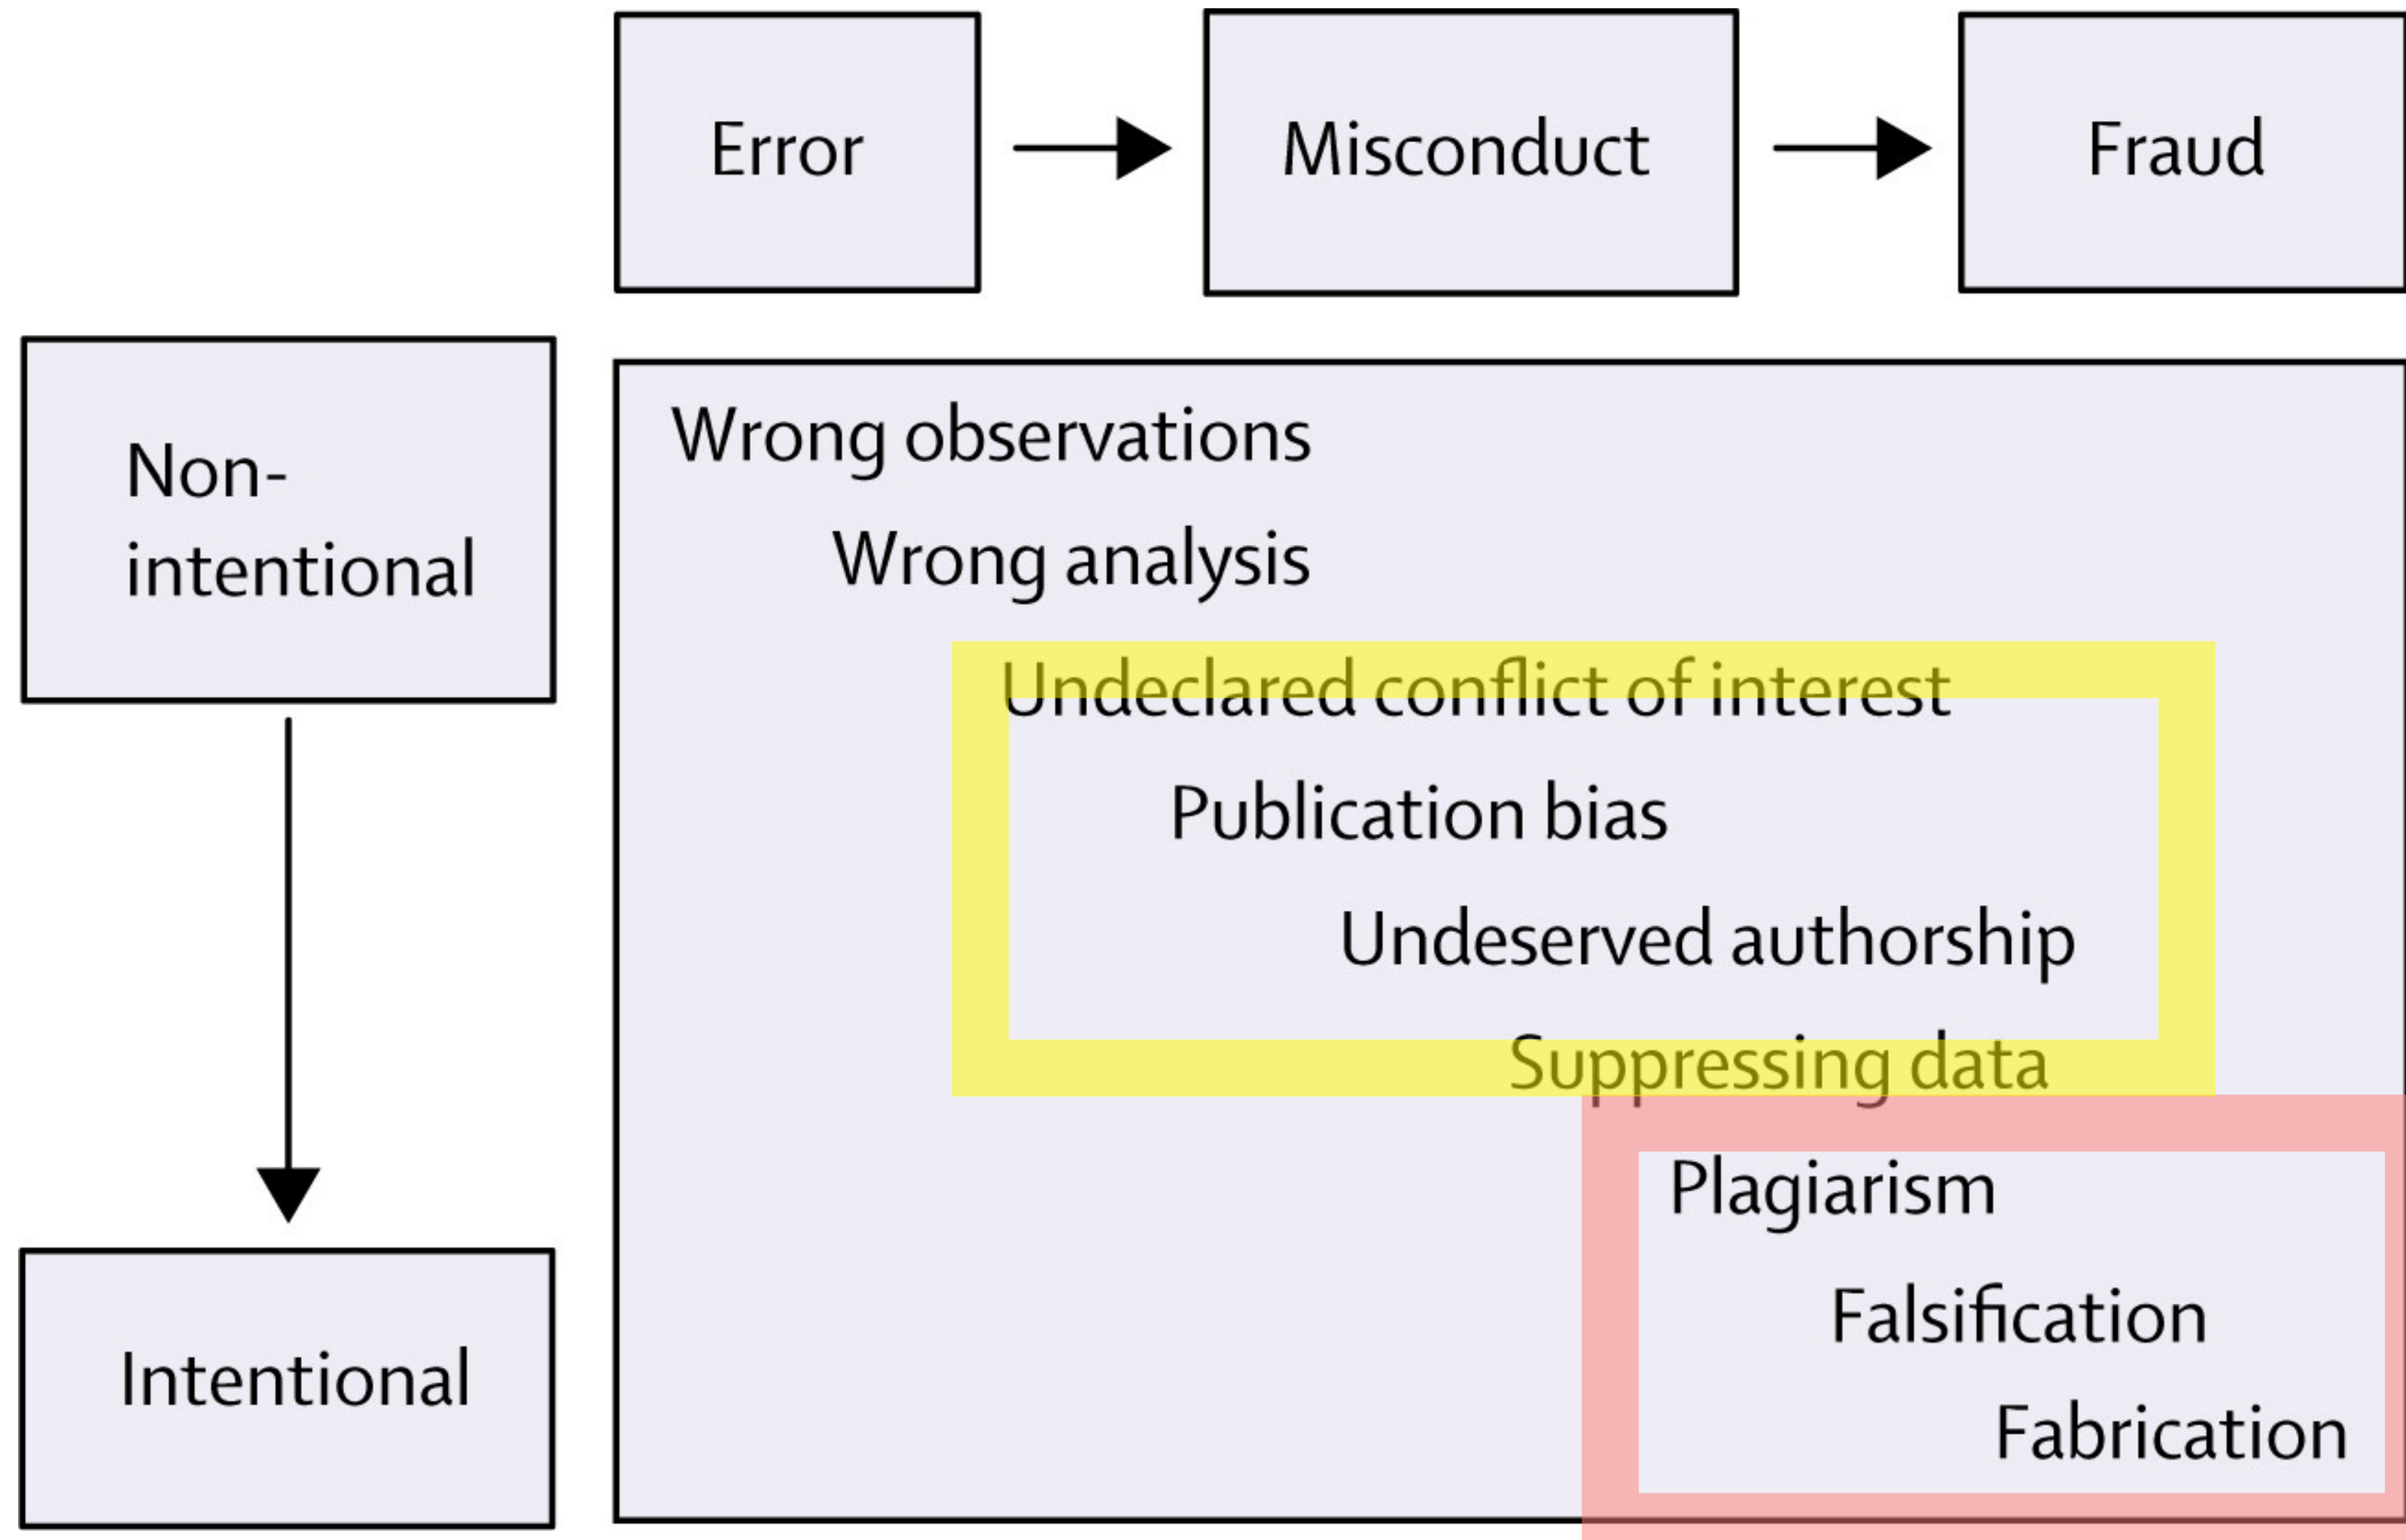 Error
Misconduct
Fraud
Non-
intentional
Intentional
Wrong observations
Wrong analysis
Undeclared conflict of interest
Publication bias
Undeserved authorship
Suppressing data
Plagiarism
Falsification
Fabrication